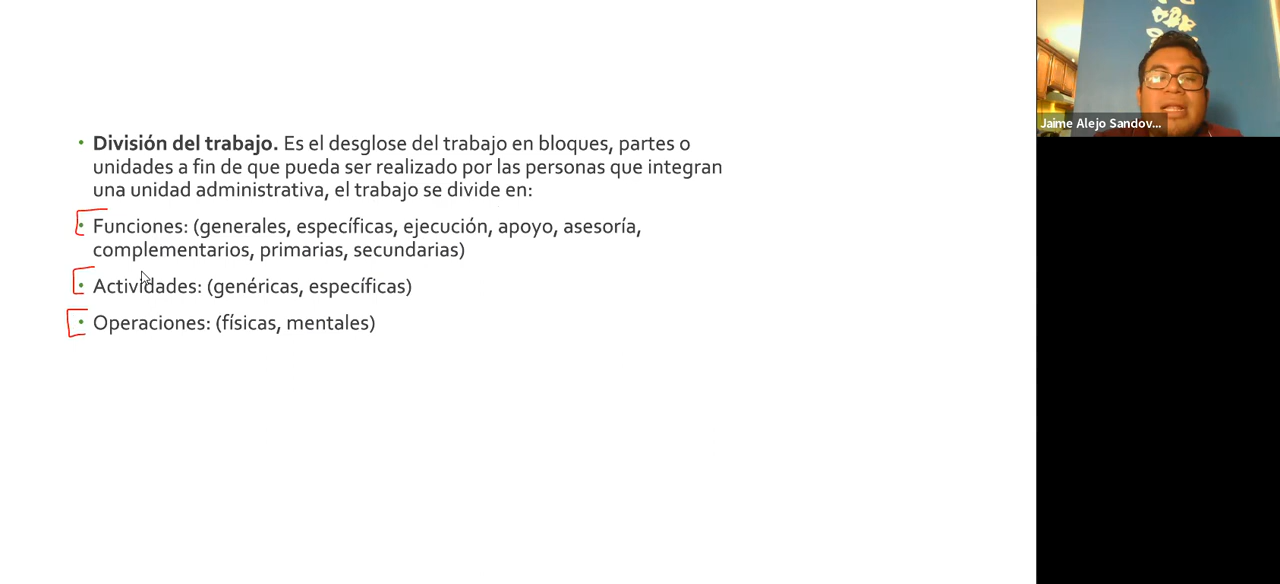 • División del trabajo. Es el desglose del trabajo en bloques, partes o
unidades a fin de que pueda ser realizado por las personas que integran
una unidad administrativa, el trabajo se divide en:
• Funciones: (generales, específicas, ejecución, apoyo, asesoría,
complementarios, primarias, secundarias)
• Actividades: (genéricas, específicas)
• Operaciones: (físicas, mentales)
Jaime Alejo Sandov...